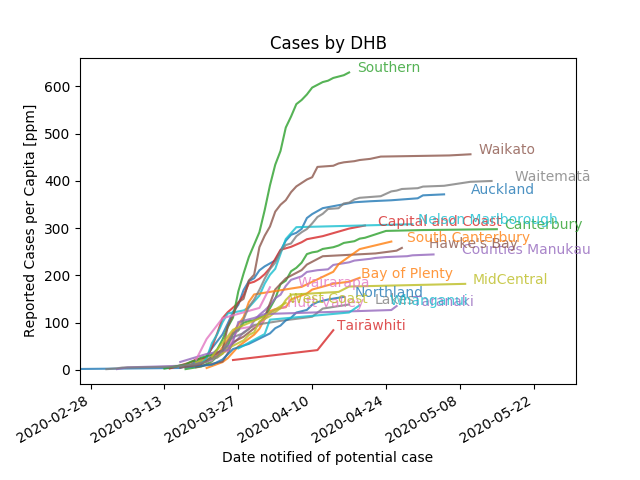 Cases by DHB
Reported Cases per Capita [ppm]
600
500
400
300
200
100
0
Southern
Waikato
Waitematā
Auckland
Nelson Marlborough
Capital and Coast
Canterbury
South Canterbury
Hawke's Bay
Counties Manukau
Bay of Plenty
MidCentral
Wairarapa
Northland
West Coast
Lakes
Taranaki
Hutt Valley
Tairāwhiti
2020-02-28
2020-03-13
2020-03-27
2020-04-10
2020-04-24
2020-05-08
2020-05-22
Date notified of potential case